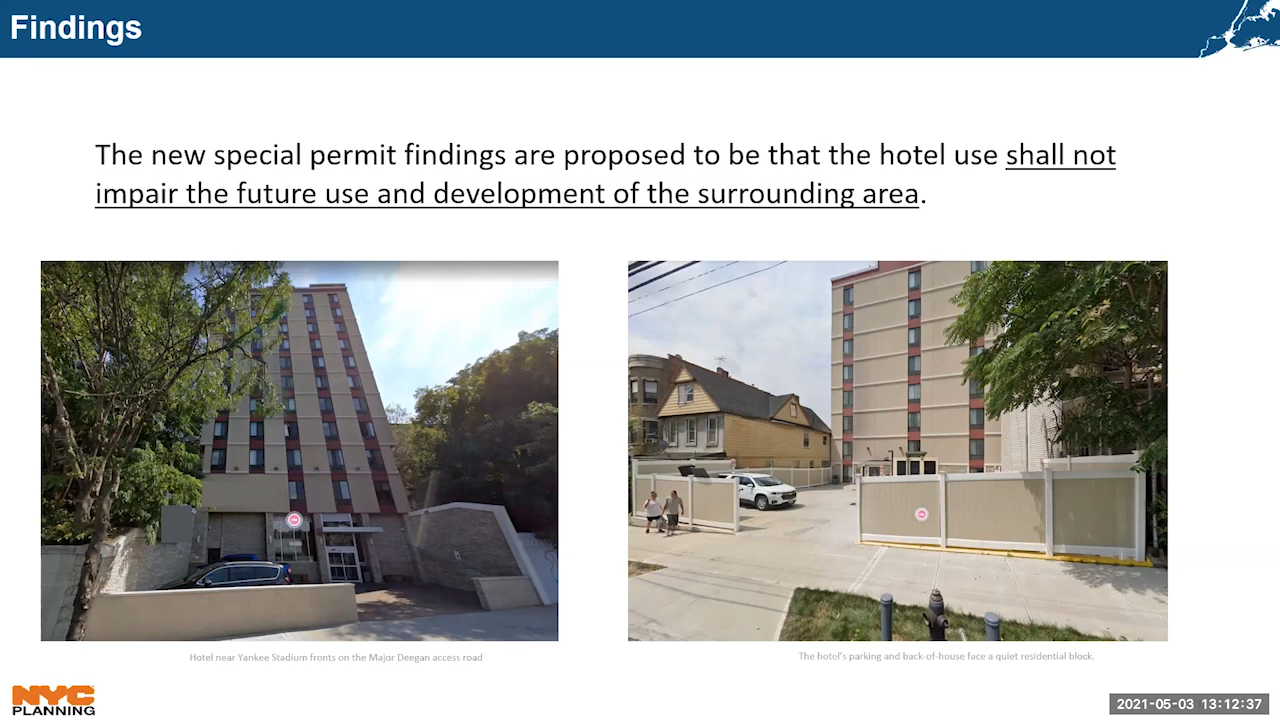 Findings
The new special permit findings are proposed to be that the hotel use shall not
impair the future use and development of the surrounding area.
Hotel near Yankee Stadium fronts on the Major Deegan access road
The hotel's parking and back-of-house face a quiet residential block.
NYC
PLANNING
2021-05-03 13:12:37